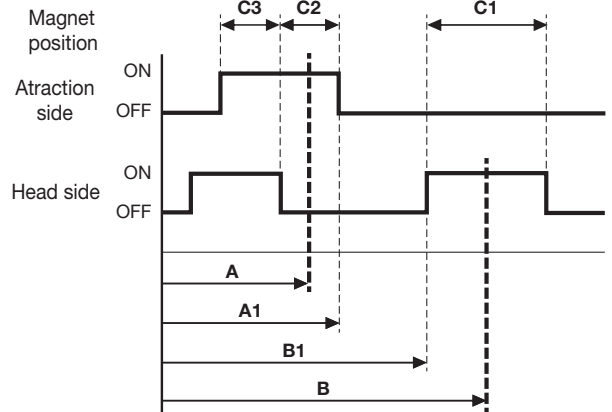 Magnet
position
C3
C2
C1
ON
Atraction
side
OFF
ON
Head side
OFF
A
A1
B1
B